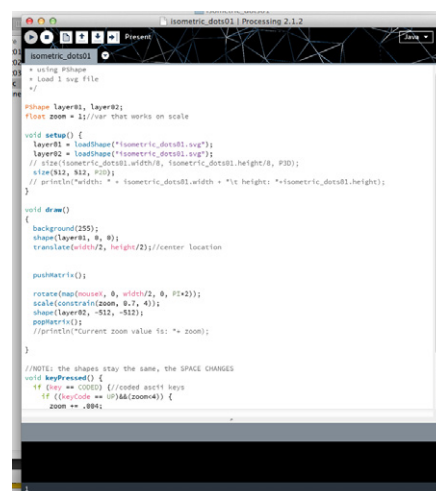 isometric_dots01 | Processing 2.1.2
Present
Java
isometric_dots01
* using PShape
* Load 1 svg file
*/
PShape layer01, layer02;
float zoom = 1;//var that works on scale
void setup() {
layer01 = loadShape("isometric_dots01.svg");
layer02 = loadShape("isometric_dots01.svg");
// size(isometric_dots01.width/8, isometric_dots01.height/8, P3D);
size(512, 512, P2D);
// println("width: " + isometric_dots01.width + "\t height: "+isometric_dots01.height);
}
void draw()
{
background(255);
shape(layer01, 0, 0);
translate(width/2, height/2);//center location
pushMatrix();
rotate(map(mouseX, 0, width/2, 0, PI*2));
scale(constrain(zoom, 0.7, 4));
shape(layer02, -512, -512);
popMatrix();
//println("Current zoom value is: "+ zoom);
}
//NOTE: the shapes stay the same, the SPACE CHANGES
void keyPressed() {
if (key == CODED) {//coded ascii keys
if ((keyCode == UP)&&(zoom<4)) {
zoom += .004;
1